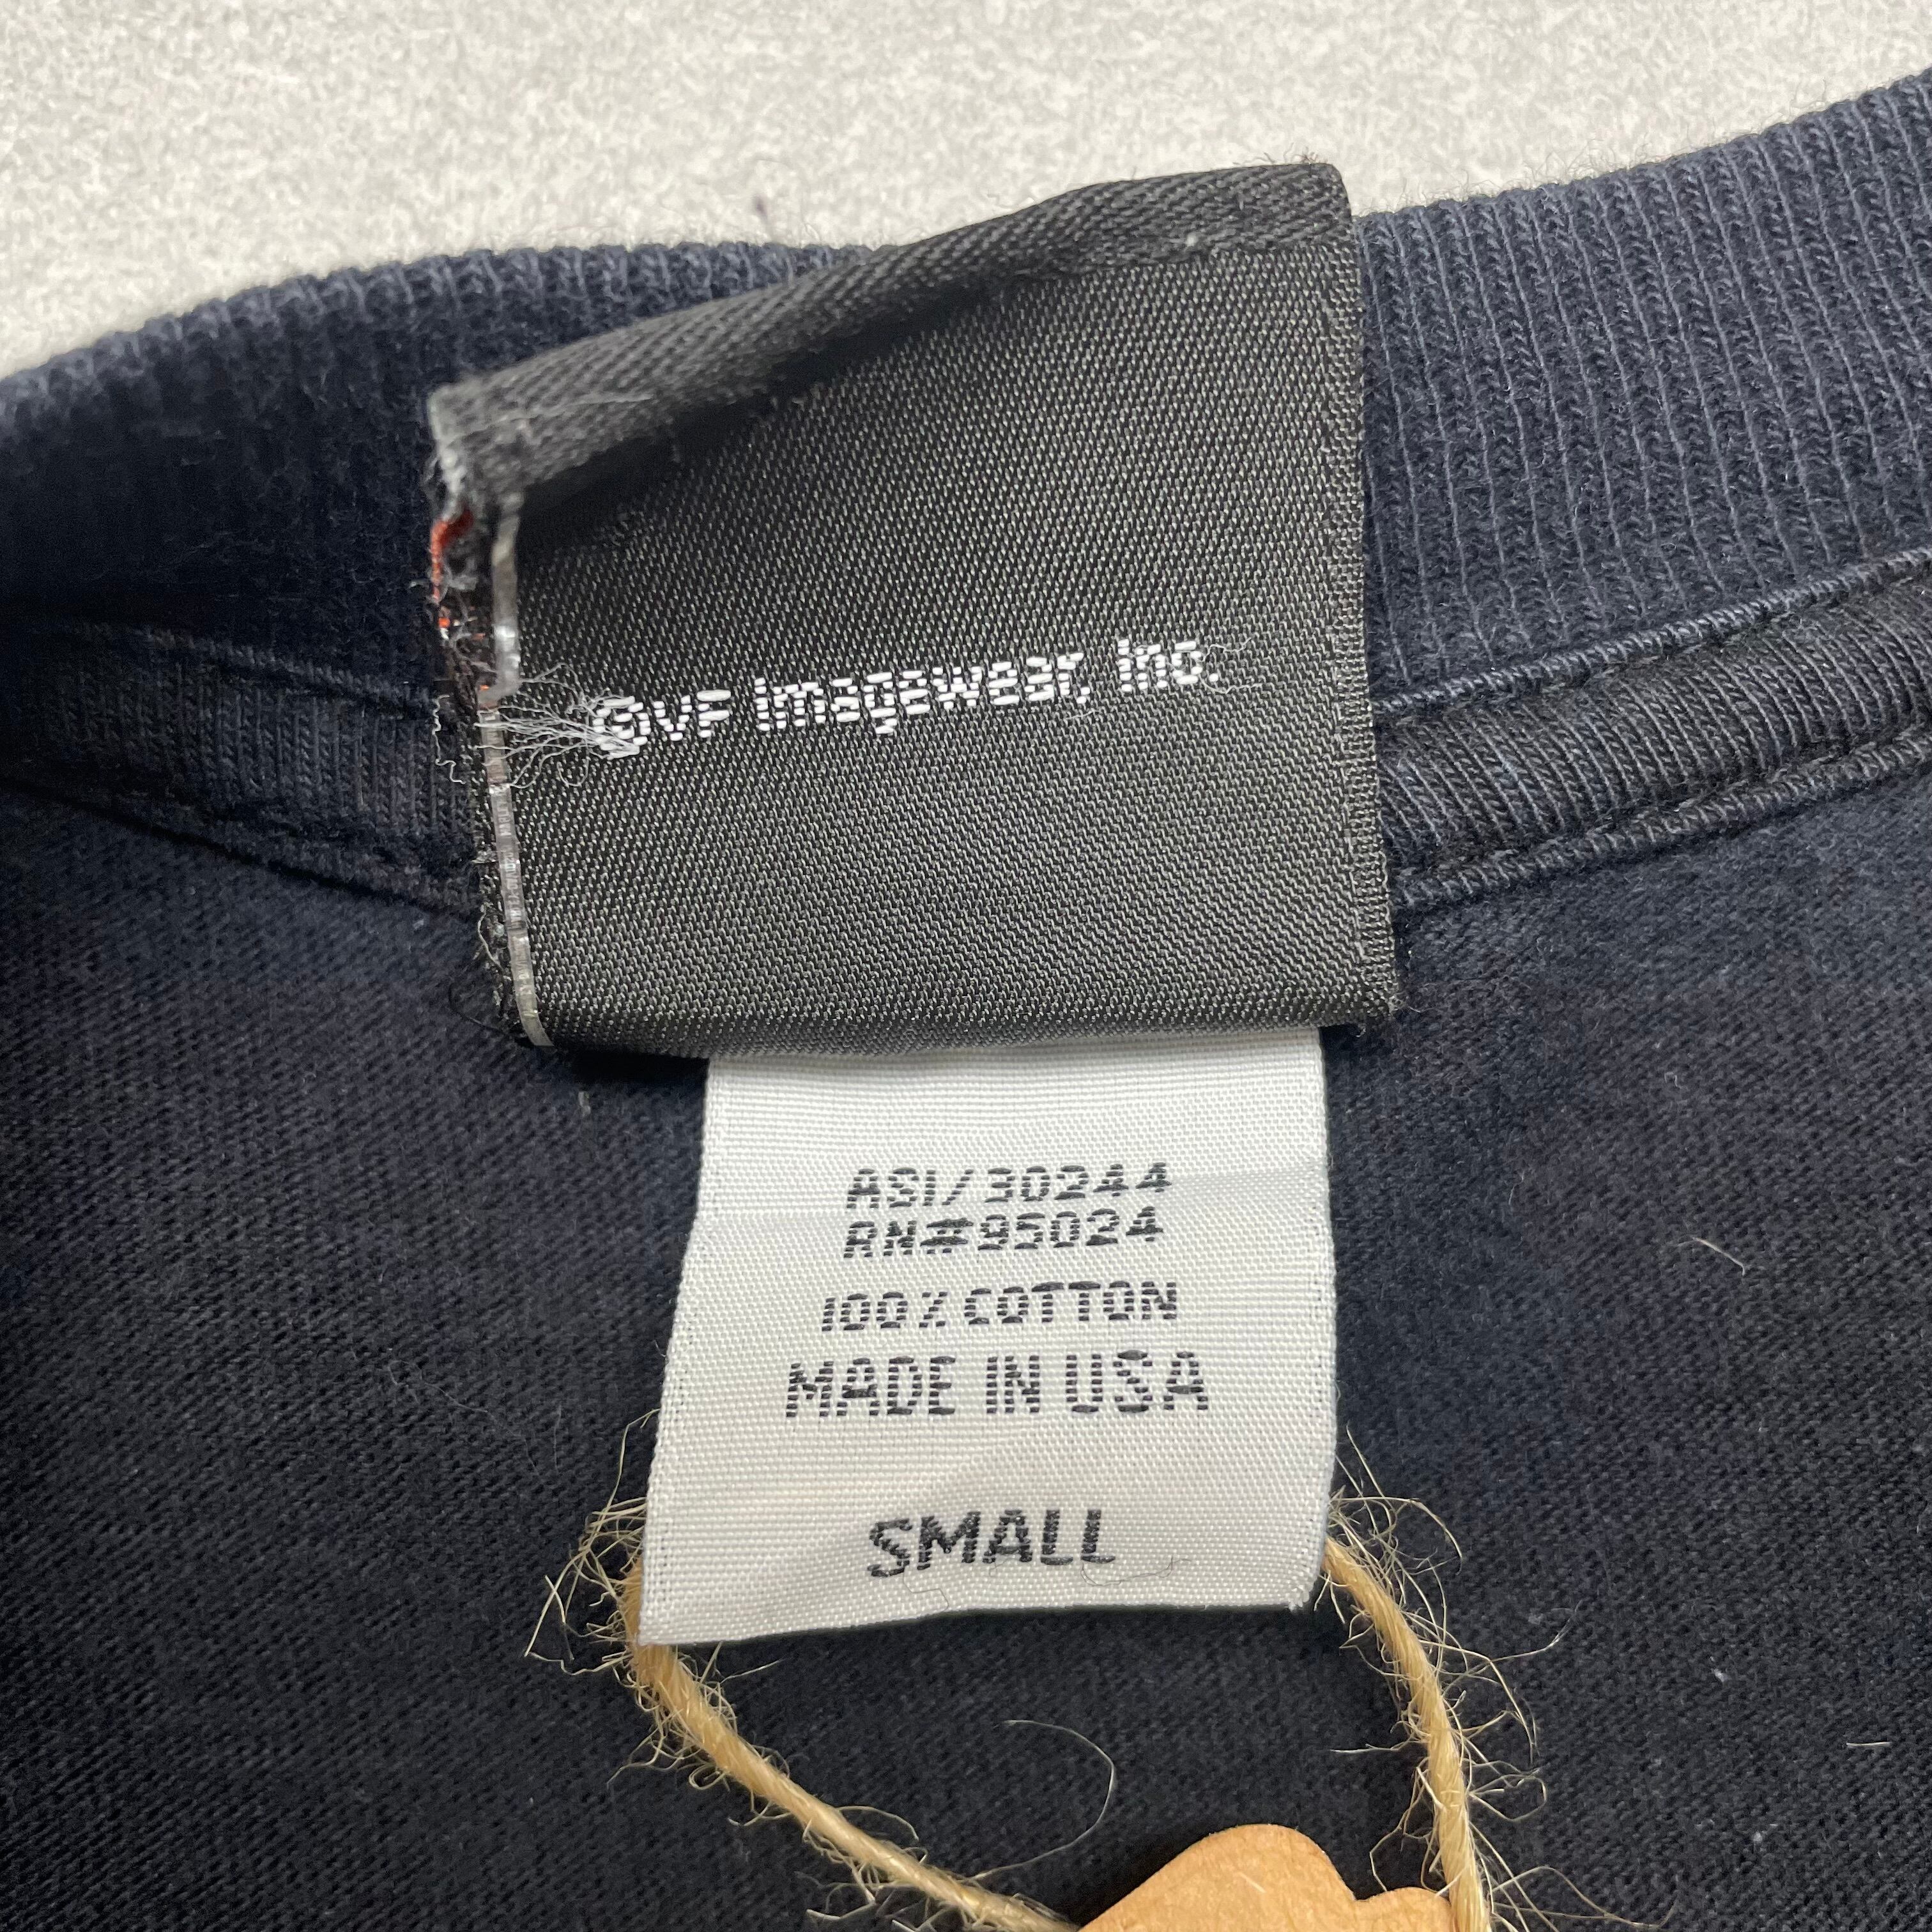 ©VF Imagewear, Inc.
ASI/30244
RN#95024
100% COTTON
MADE IN USA
SMALL